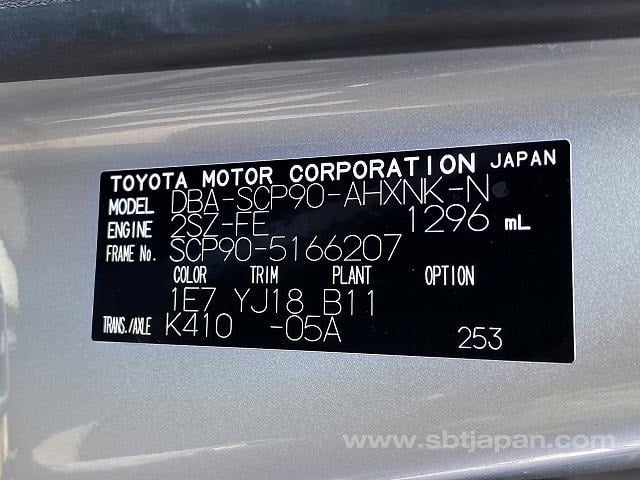 TOYOTA MOTOR CORPORATION JAPAN
MODEL DBA-SCP90-AHXNK-N
ENGINE 2SZ-FE 1296 mL
FRAME No. SCP90-5166207
COLOR TRIM PLANT OPTION
1E7 YJ18 B11
TRANS./AXLE K410 -05A 253
www.sbtjapan.com